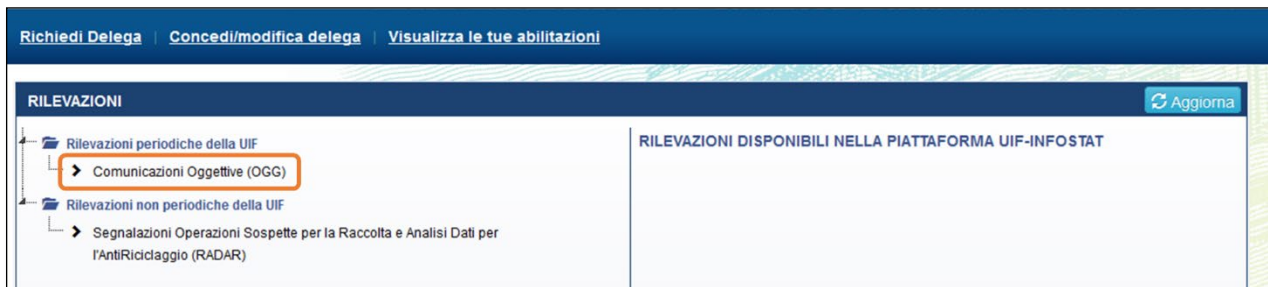 Richiedi Delega | Concedi/modifica delega | Visualizza le tue abilitazioni
RILEVAZIONI
Aggiorna
Rilevazioni periodiche della UIF
Comunicazioni Oggettive (OGG)
Rilevazioni non periodiche della UIF
Segnalazioni Operazioni Sospette per la Raccolta e Analisi Dati per
l'AntiRiciclaggio (RADAR)
RILEVAZIONI DISPONIBILI NELLA PIATTAFORMA UIF-INFOSTAT